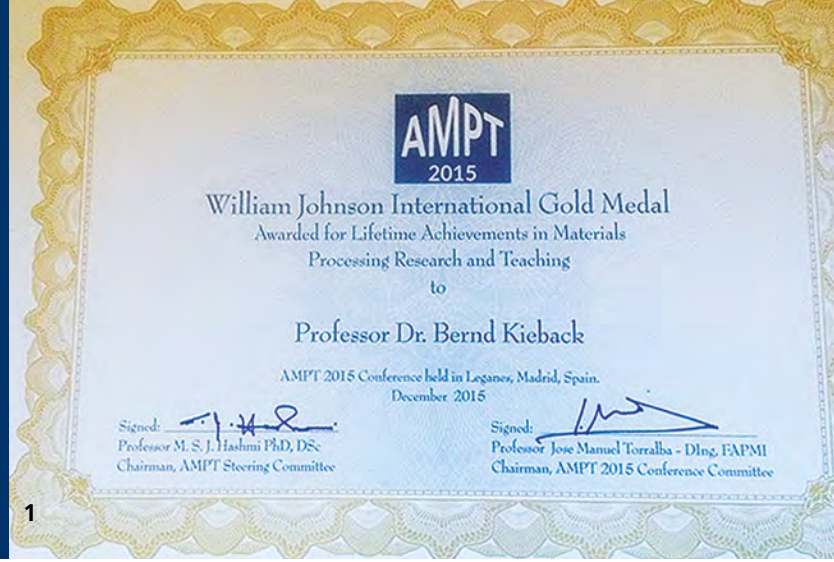 AMPT
2015
William Johnson International Gold Medal
Awarded for Lifetime Achievements in Materials
Processing Research and Teaching
to
Professor Dr. Bernd Kieback
AMPT 2015 Conference held in Leganes, Madrid, Spain.
December 2015
Signed:
Professor M. S. J. Hashmi PhD, DSc
Chairman, AMPT Steering Committee
Signed:
Professor Jose Manuel Torralba - DIng, FAPMI
Chairman, AMPT 2015 Conference Committee
1